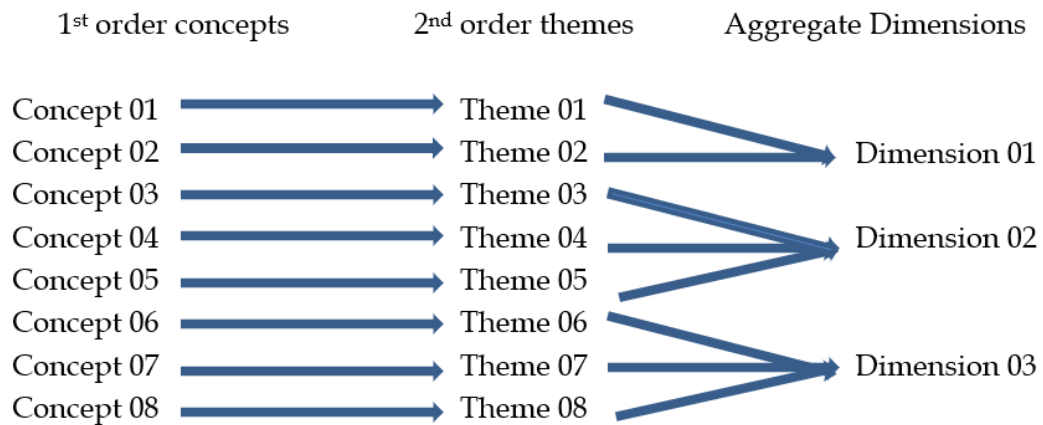 1st order concepts 2nd order themes Aggregate Dimensions
Concept 01 Theme 01
Concept 02 Theme 02 Dimension 01
Concept 03 Theme 03
Concept 04 Theme 04 Dimension 02
Concept 05 Theme 05
Concept 06 Theme 06
Concept 07 Theme 07 Dimension 03
Concept 08 Theme 08